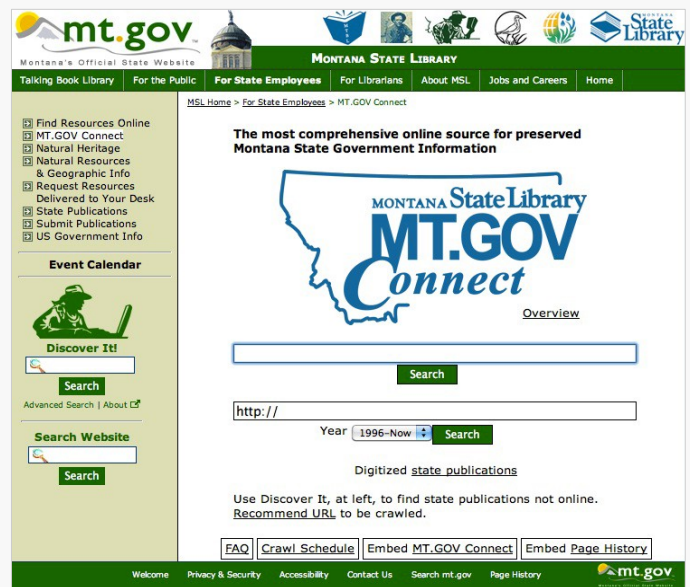 mt.gov
Montana's Official State Website
State
Library
MONTANA STATE LIBRARY
Talking Book Library For the Public For State Employees For Librarians About MSL Jobs and Careers Home
MSL Home > For State Employees > MT.GOV Connect
Find Resources Online
MT.GOV Connect
Natural Heritage
Natural Resources
& Geographic Info
Request Resources
Delivered to Your Desk
State Publications
Submit Publications
US Government Info
Event Calendar
Discover It!
Search
Advanced Search | About
Search Website
Search
The most comprehensive online source for preserved
Montana State Government Information
MONTANA State Library
MT.GOV
Connect
Overview
Search
http://
Year 1996-Now Search
Digitized state publications
Use Discover It, at left, to find state publications not online.
Recommend URL to be crawled.
FAQ Crawl Schedule Embed MT.GOV Connect Embed Page History
Welcome Privacy & Security Accessibility Contact Us Search mt.gov Page History
mt.gov